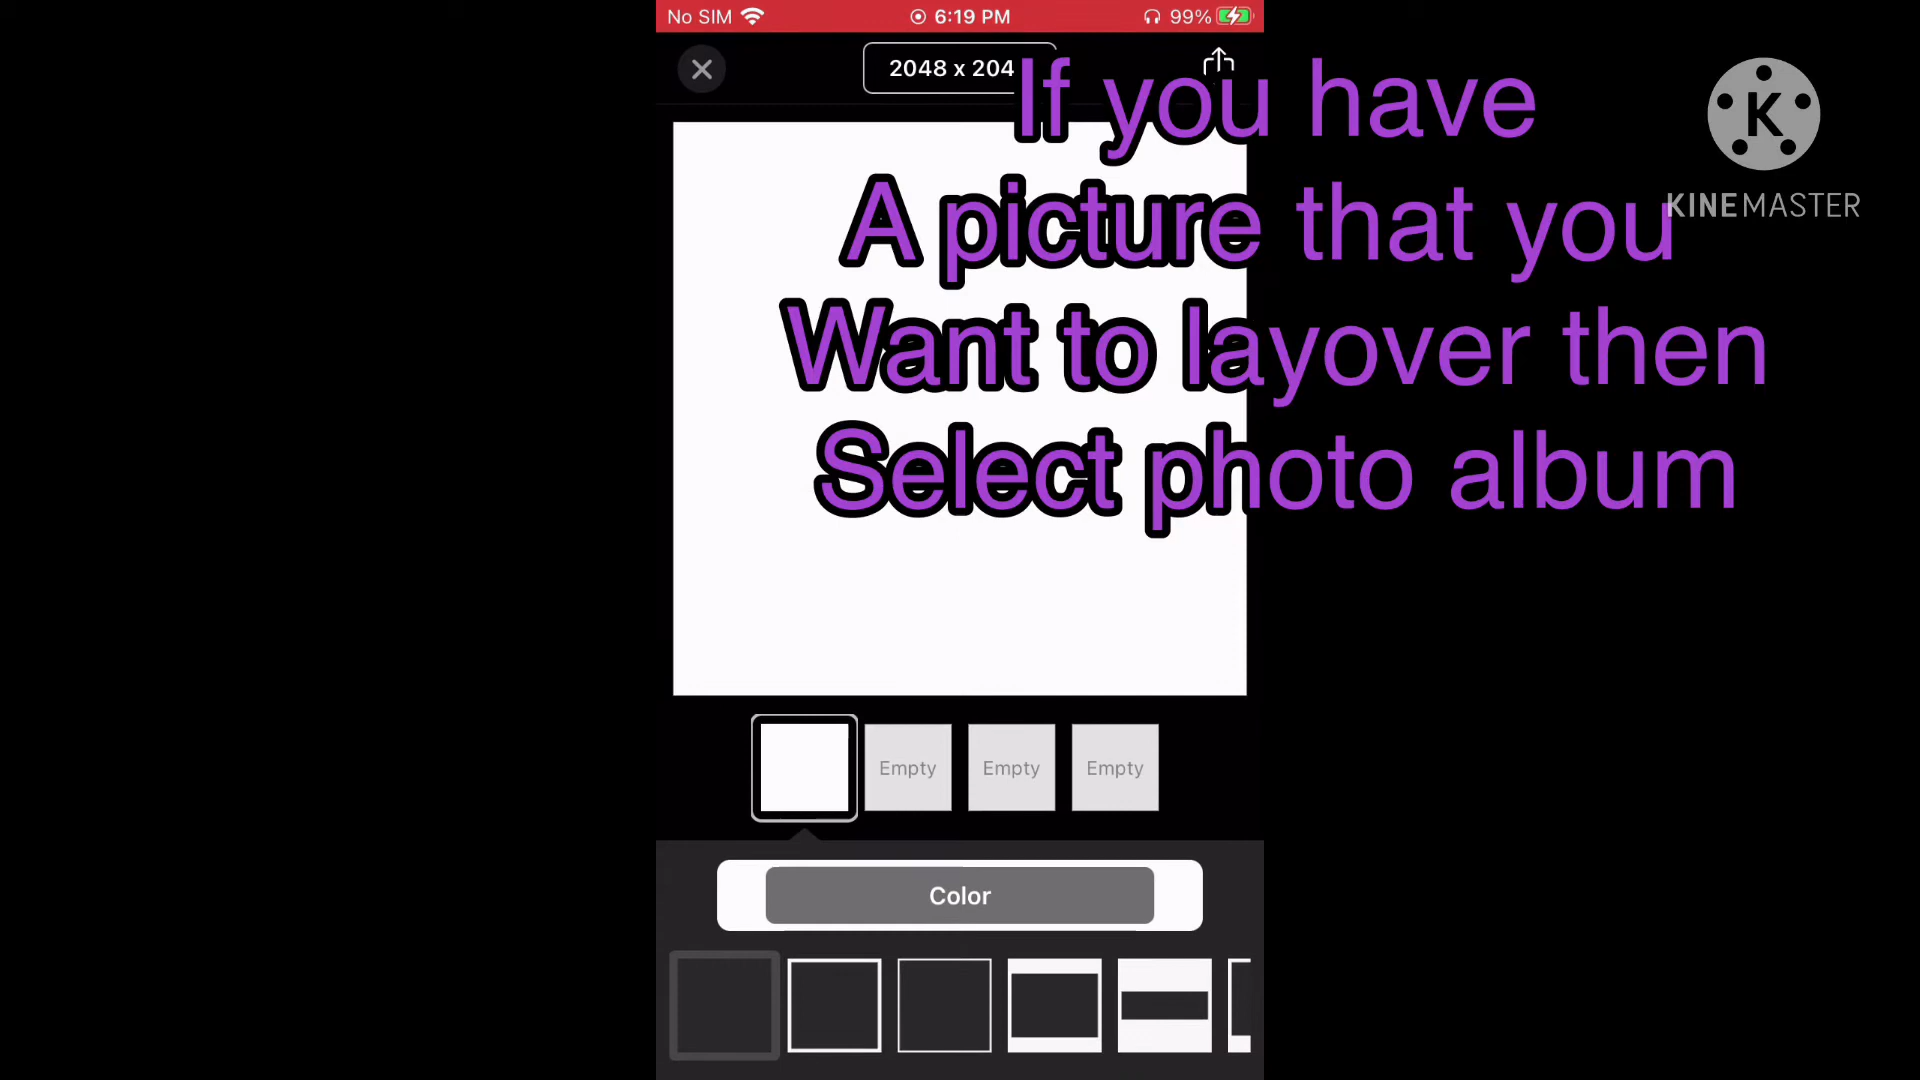 No SIM 6:19 PM 99%
2048 x 204
If you have
A picture that you
Want to layover then
Select photo album
KINEMASTER
K
Empty Empty Empty
Color